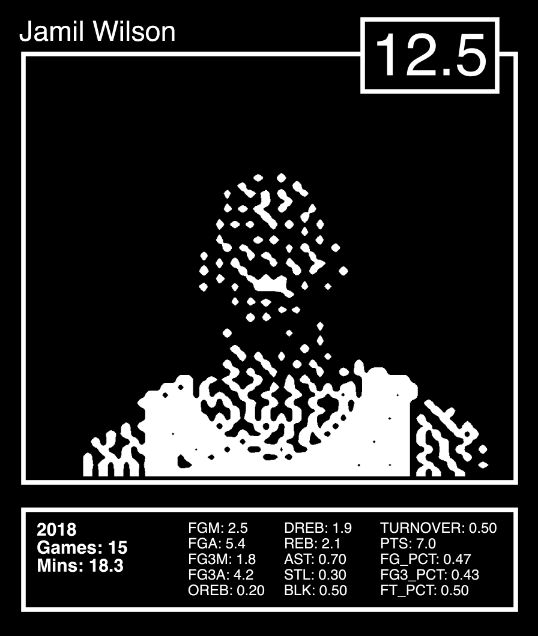 Jamil Wilson
12.5
2018
Games: 15
Mins: 18.3
FGM: 2.5
FGA: 5.4
FG3M: 1.8
FG3A: 4.2
OREB: 0.20
DREB: 1.9
REB: 2.1
AST: 0.70
STL: 0.30
BLK: 0.50
TURNOVER: 0.50
PTS: 7.0
FG_PCT: 0.47
FG3_PCT: 0.43
FT_PCT: 0.50